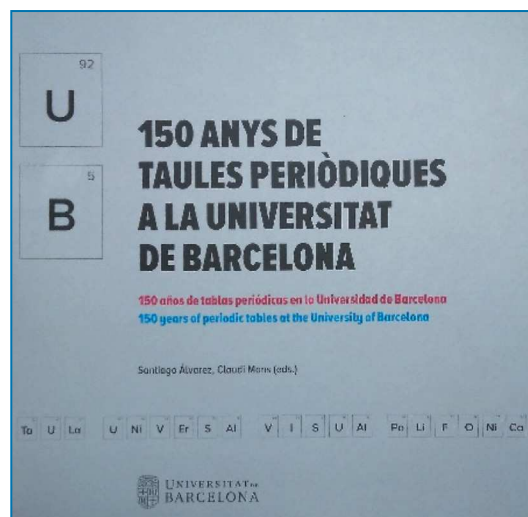 92
U
5
B
150 ANYS DE
TAULES PERIÒDIQUES
A LA UNIVERSITAT
DE BARCELONA
150 años de tablas periódicas en la Universidad de Barcelona
150 years of periodic tables at the University of Barcelona
Santiago Álvarez, Claudi Mans (eds.)
Ta U La U Ni V Er S Al V I S U Al Po Li F O Ni Ca
UNIVERSITAT DE
BARCELONA